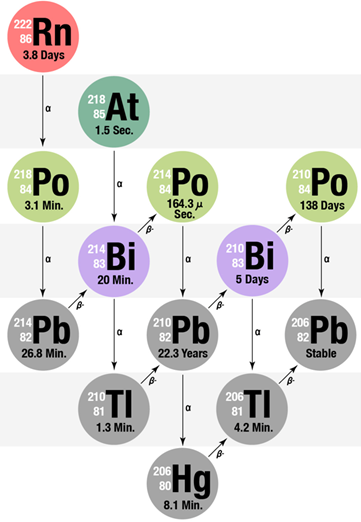 222
86 Rn
3.8 Days
α
218
85 At
1.5 Sec.
218
84 Po
3.1 Min.
α
214
84 Po
164.3 µ
Sec.
210
84 Po
138 Days
α
β-
α
β-
α
214
83 Bi
20 Min.
210
83 Bi
5 Days
β-
β-
214
82 Pb
26.8 Min.
α
210
82 Pb
22.3 Years
α
206
82 Pb
Stable
β-
β-
210
81 Tl
1.3 Min.
α
206
81 Tl
4.2 Min.
β-
206
80 Hg
8.1 Min.